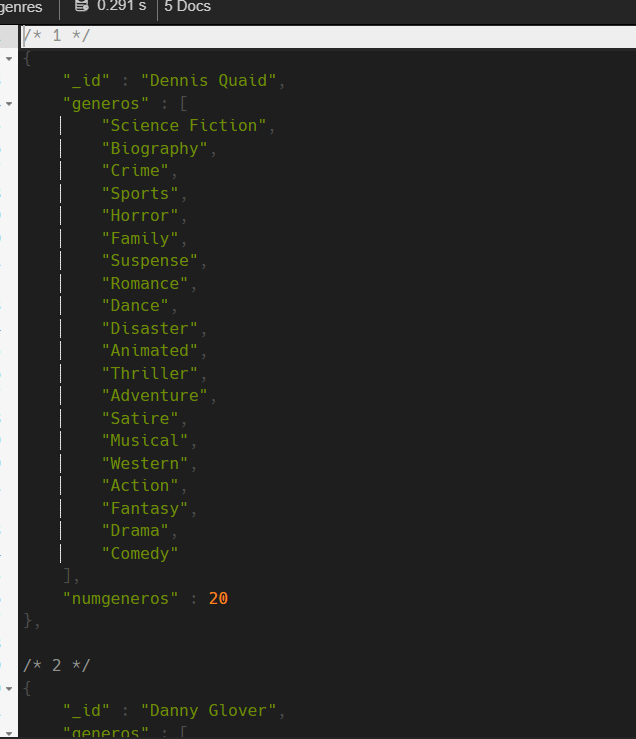 genres 0.291 s 5 Docs
/* 1 */
{
"_id" : "Dennis Quaid",
"generos" : [
"Science Fiction",
"Biography",
"Crime",
"Sports",
"Horror",
"Family",
"Suspense",
"Romance",
"Dance",
"Disaster",
"Animated",
"Thriller",
"Adventure",
"Satire",
"Musical",
"Western",
"Action",
"Fantasy",
"Drama",
"Comedy"
],
"numgeneros" : 20
},
/* 2 */
{
"_id" : "Danny Glover",
"generos" : [